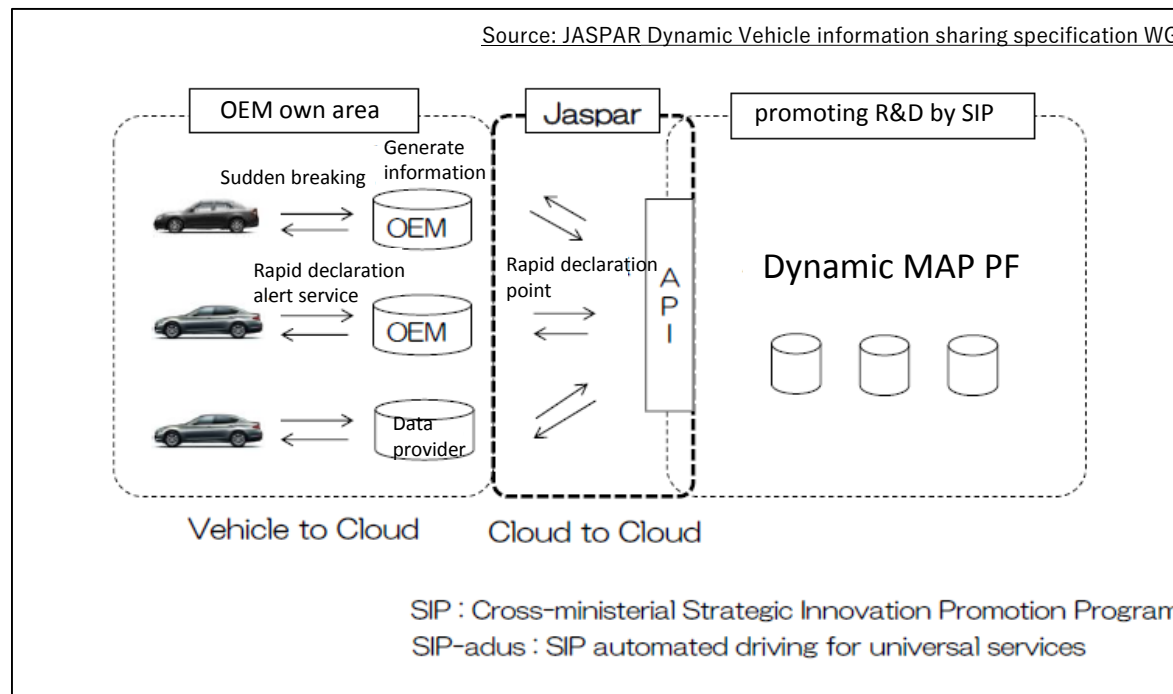 Source: JASPAR Dynamic Vehicle information sharing specification WG
OEM own area
Jaspar
promoting R&D by SIP
Generate
information
Sudden breaking
OEM
Rapid declaration
alert service
OEM
Rapid declaration
point
API
Dynamic MAP PF
Data
provider
Vehicle to Cloud
Cloud to Cloud
SIP : Cross-ministerial Strategic Innovation Promotion Program
SIP-adus : SIP automated driving for universal services